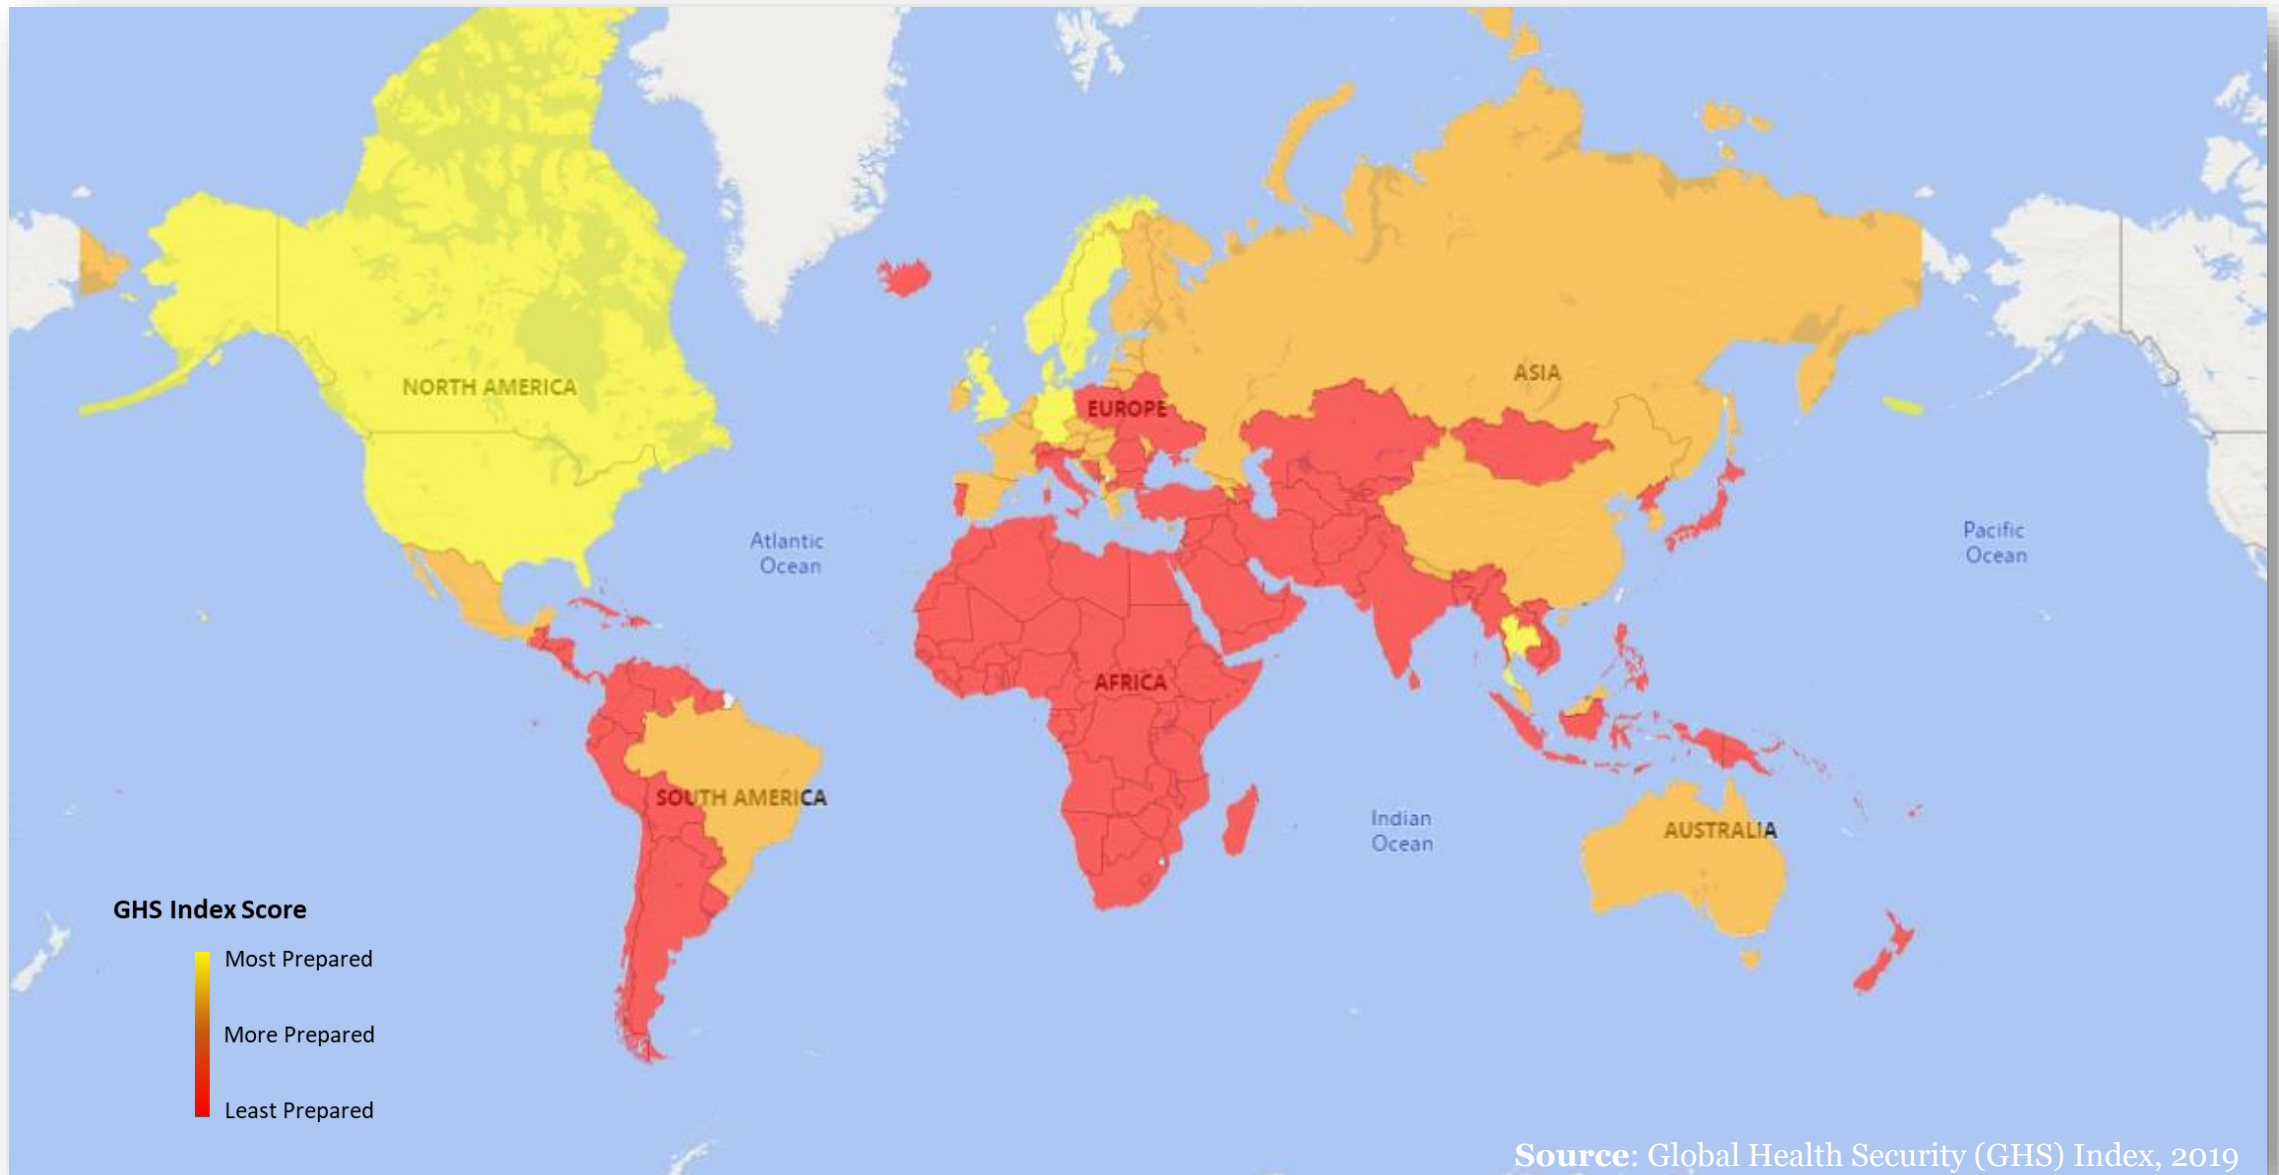 NORTH AMERICA
ASIA
EUROPE
Atlantic
Ocean
Pacific
Ocean
AFRICA
SOUTH AMERICA
Indian
Ocean
AUSTRALIA
GHS Index Score
Most Prepared
More Prepared
Least Prepared
Source: Global Health Security (GHS) Index, 2019